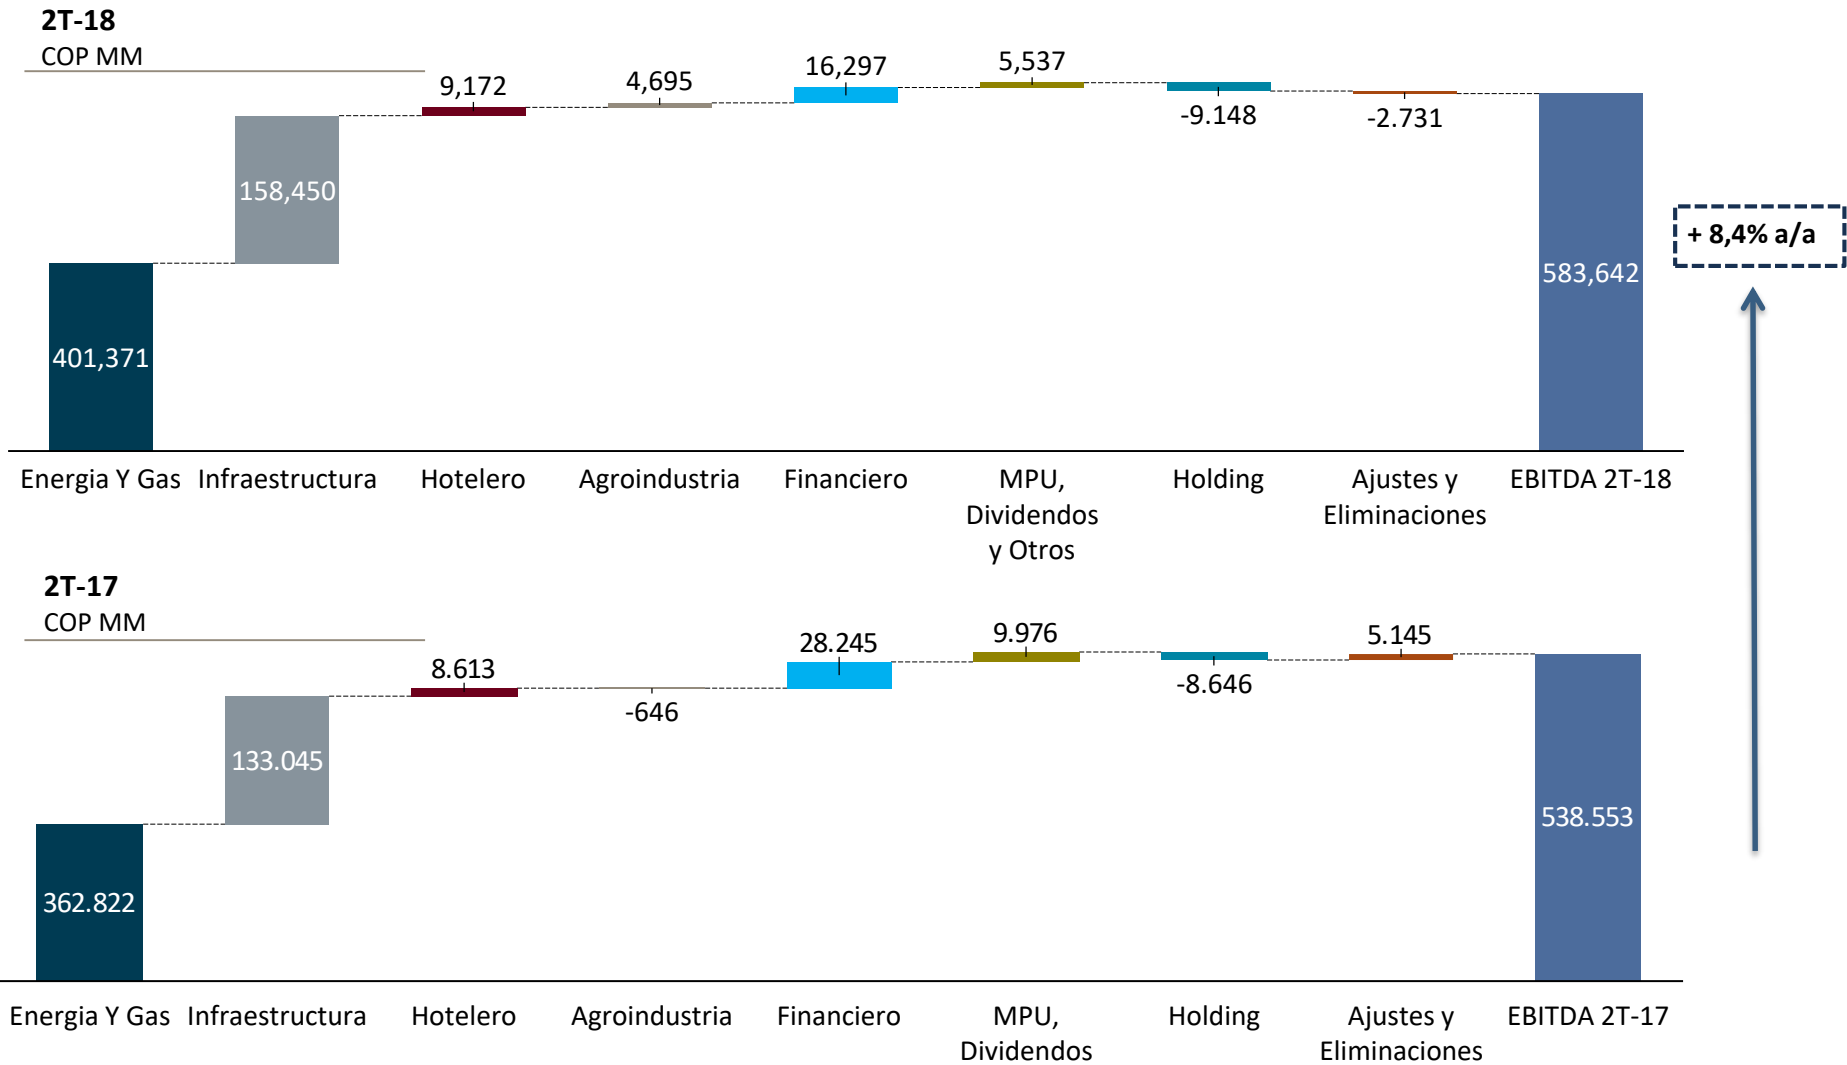 2T-18
COP MM
9,172
4,695
16,297
5,537
-9.148
-2.731
158,450
401,371
583,642
+ 8,4% a/a
Energia Y Gas
Infraestructura
Hotelero
Agroindustria
Financiero
MPU,
Dividendos
y Otros
Holding
Ajustes y
Eliminaciones
EBITDA 2T-18
2T-17
COP MM
8.613
-646
28.245
9.976
-8.646
5.145
133.045
362.822
538.553
Energia Y Gas
Infraestructura
Hotelero
Agroindustria
Financiero
MPU,
Dividendos
Holding
Ajustes y
Eliminaciones
EBITDA 2T-17